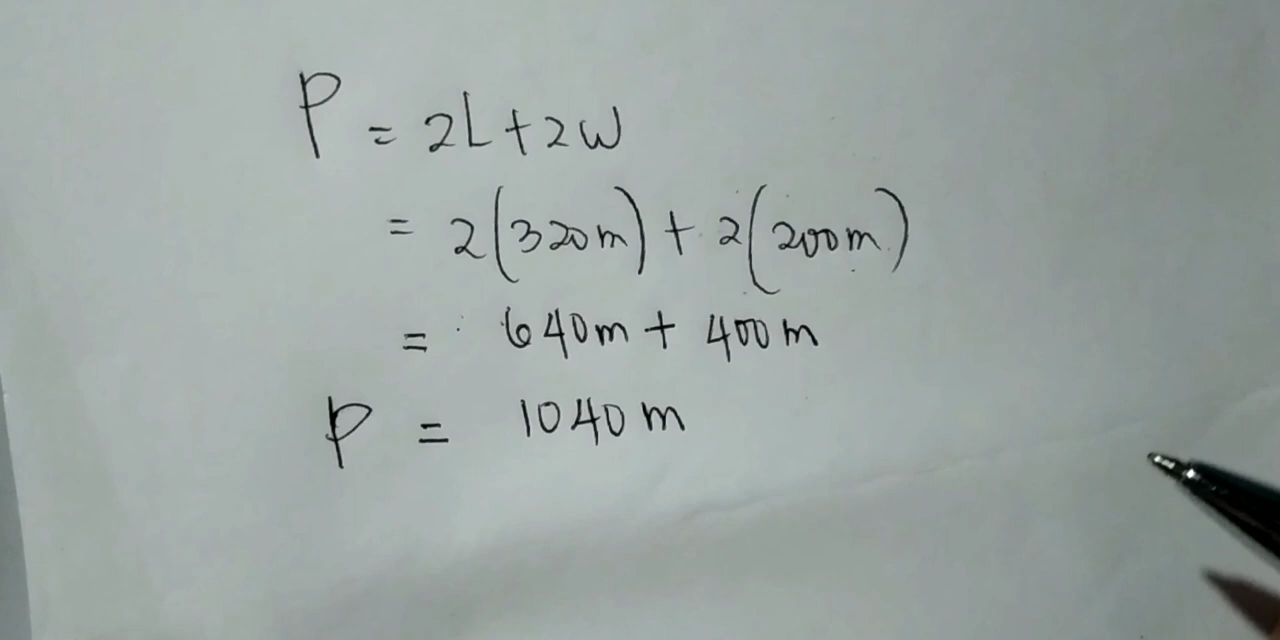 P = 2L + 2W
= 2(320m) + 2(200m)
= 640m + 400m
P = 1040m